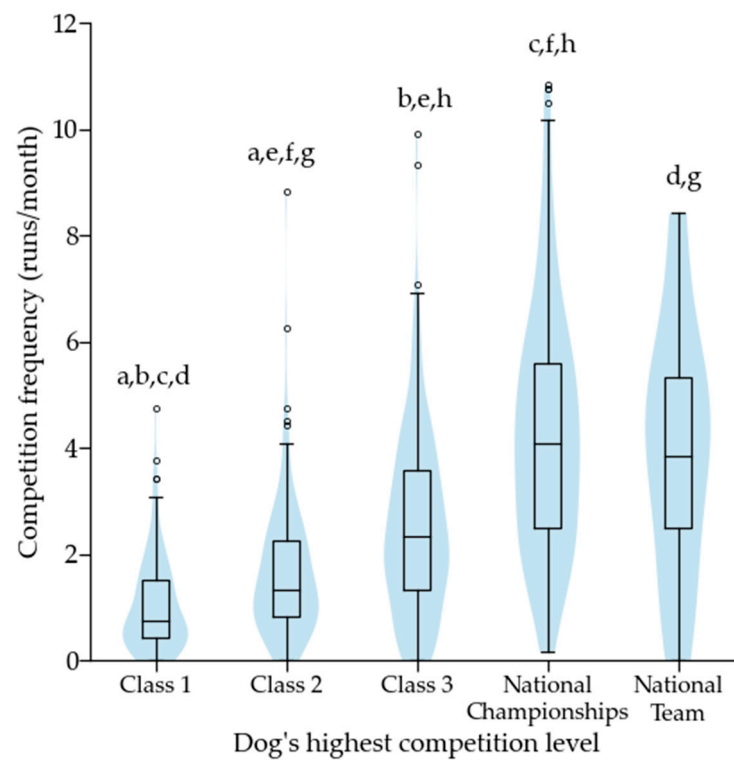 Competition frequency (runs/month)
12
10
8
6
4
2
0
a,b,c,d
a,e,f,g
b,e,h
c,f,h
d,g
Class 1
Class 2
Class 3
National
Championships
National
Team
Dog's highest competition level